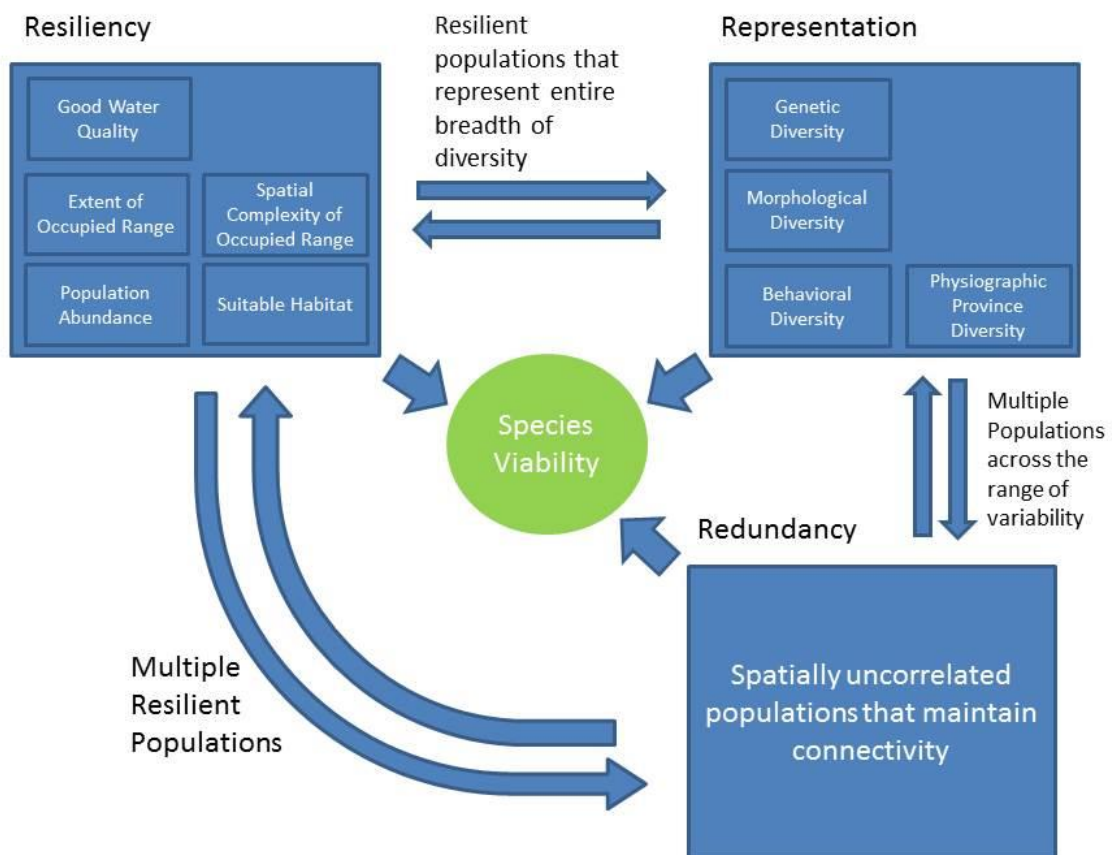 Resiliency
Good Water
Quality
Extent of
Occupied Range
Spatial
Complexity of
Occupied Range
Population
Abundance
Suitable Habitat
Resilient
populations that
represent entire
breadth of
diversity
Representation
Genetic
Diversity
Morphological
Diversity
Behavioral
Diversity
Physiographic
Province
Diversity
Species
Viability
Multiple
Populations
across the
range of
variability
Redundancy
Spatially uncorrelated
populations that maintain
connectivity
Multiple
Resilient
Populations